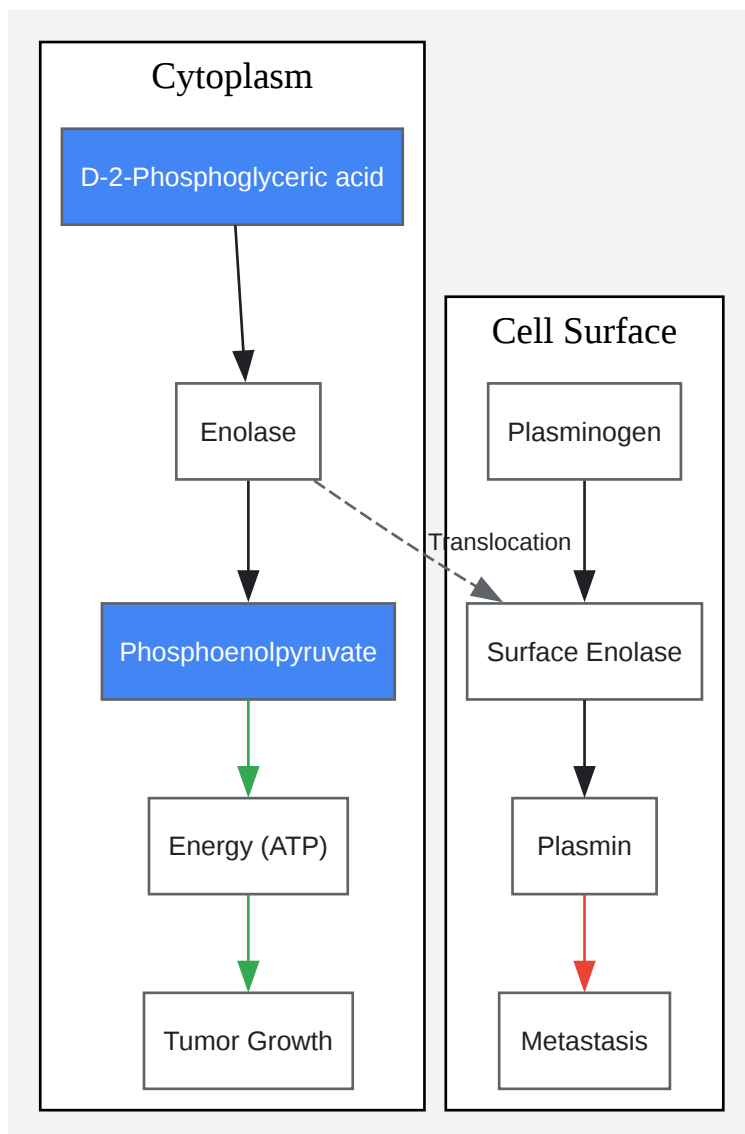 Cytoplasm
D-2-Phosphoglyceric acid
Enolase
Phosphoenolpyruvate
Energy (ATP)
Tumor Growth
Translocation
Cell Surface
Plasminogen
Surface Enolase
Plasmin
Metastasis